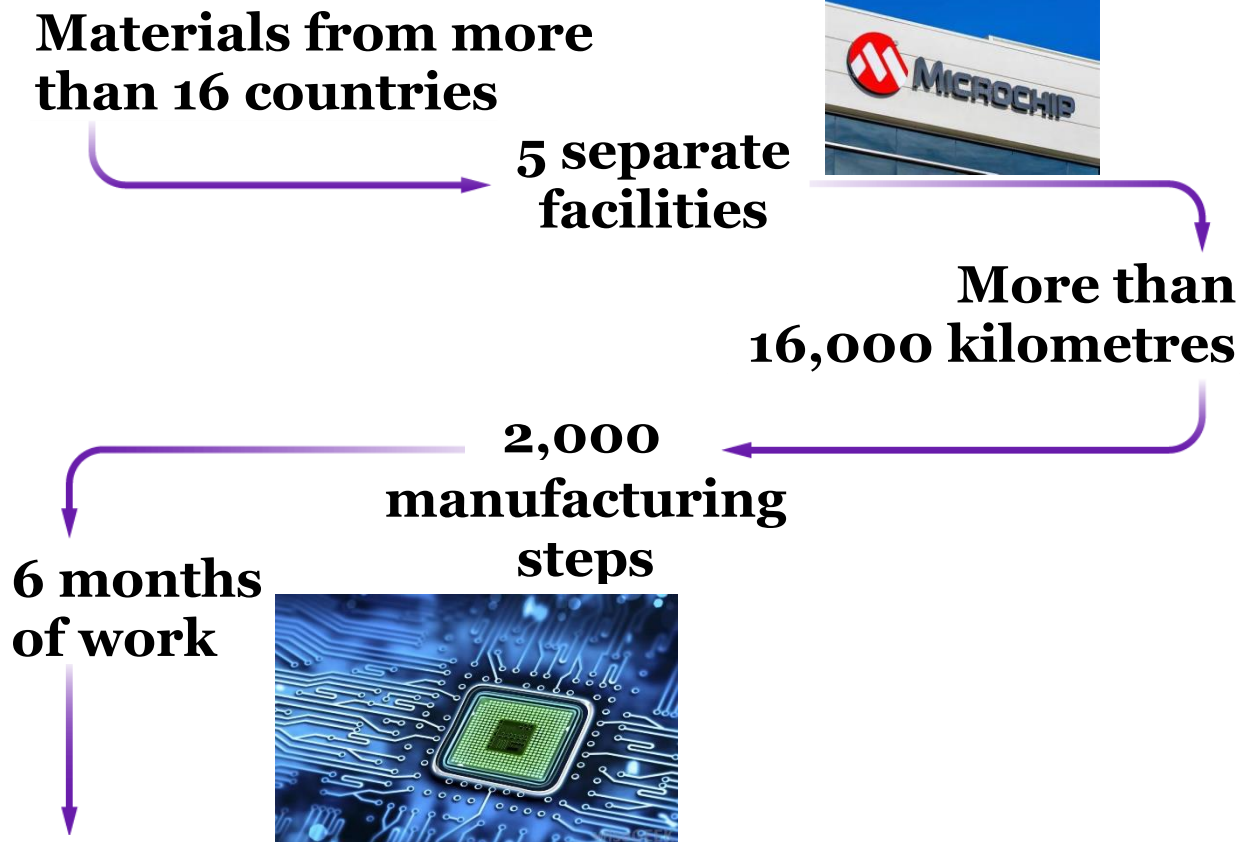 Materials from more
than 16 countries
MICROCHIP
5 separate
facilities
More than
16,000 kilometres
2,000
manufacturing
steps
6 months
of work